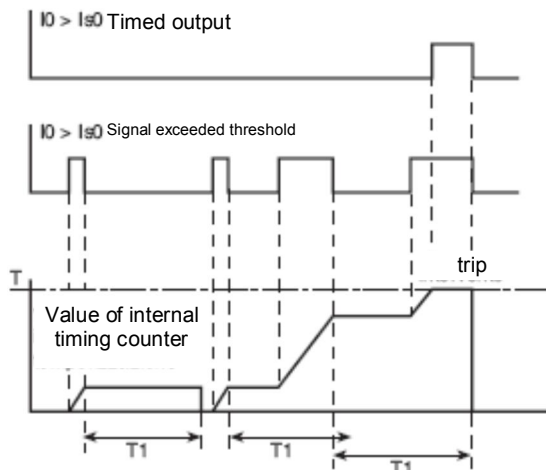 I0 > Is0 Timed output
I0 > Is0 Signal exceeded threshold
T
trip
Value of internal
timing counter
T1
T1
T1